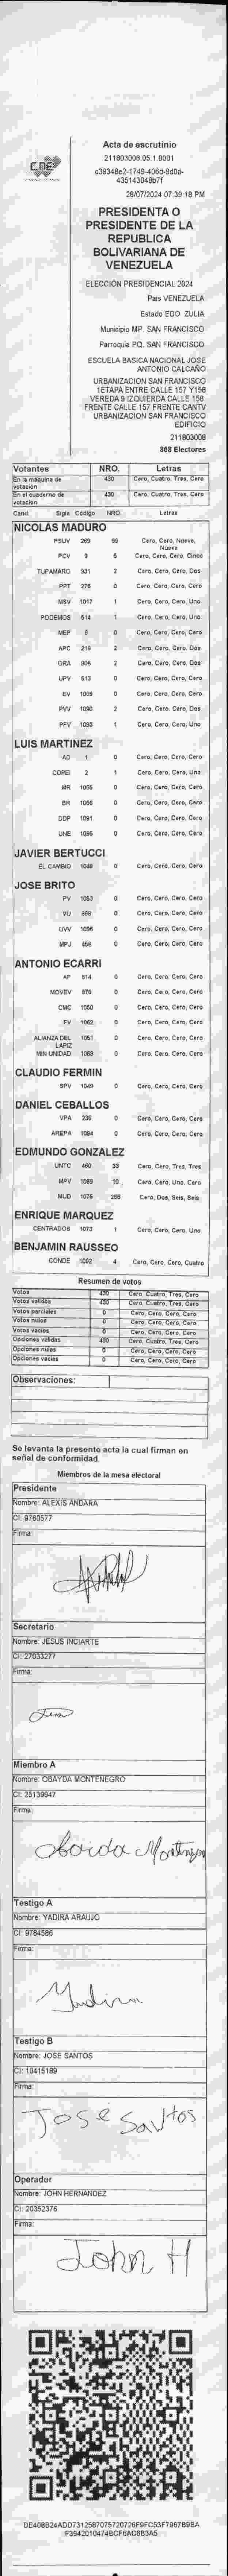 CNE
Acta de escrutinio
211803008.05.1.0001
c39348e2-1749-406d-9d0d-
435143046b7f
28/07/2024 07:39:18 PM
PRESIDENTA O
PRESIDENTE DE LA
REPUBLICA
BOLIVARIANA DE
VENEZUELA
ELECCIÓN PRESIDENCIAL 2024
Pais VENEZUELA
Estado EDO. ZULIA
Municipio MP. SAN FRANCISCO
Parroquia PQ. SAN FRANCISCO
ESCUELA BASICA NACIONAL JOSE
ANTONIO CALCAÑO
URBANIZACION SAN FRANCISCO
1ETAPA ENTRE CALLE 157 Y158
VEREDA 9 IZQUIERDA CALLE 158
FRENTE CALLE 157 FRENTE CANTV
URBANIZACION SAN FRANCISCO
EDIFICIO
211803008
868 Electores
Votantes NRO. Letras
En la máquina de votación 430 Cero, Cuatro, Tres, Cero
En el cuaderno de votación 430 Cero, Cuatro, Tres, Cero
Cand. Sigla Código NRO. Letras
NICOLAS MADURO
PSUV 269 99 Cero, Cero, Nueve, Nueve
PCV 9 5 Cero, Cero, Cero, Cinco
TUPAMARO 931 2 Cero, Cero, Cero, Dos
PPT 278 0 Cero, Cero, Cero, Cero
MSV 1017 1 Cero, Cero, Cero, Uno
PODEMOS 514 1 Cero, Cero, Cero, Uno
MEP 5 0 Cero, Cero, Cero, Cero
APC 219 2 Cero, Cero, Cero, Dos
ORA 906 2 Cero, Cero, Cero, Dos
UPV 513 0 Cero, Cero, Cero, Cero
EV 1059 0 Cero, Cero, Cero, Cero
PVV 1090 2 Cero, Cero, Cero, Dos
PFV 1093 1 Cero, Cero, Cero, Uno
LUIS MARTINEZ
AD 1 0 Cero, Cero, Cero, Cero
COPEI 2 1 Cero, Cero, Cero, Uno
MR 1065 0 Cero, Cero, Cero, Cero
BR 1066 0 Cero, Cero, Cero, Cero
DDP 1091 0 Cero, Cero, Cero, Cero
UNE 1095 0 Cero, Cero, Cero, Cero
JAVIER BERTUCCI
EL CAMBIO 1048 0 Cero, Cero, Cero, Cero
JOSE BRITO
PV 1053 0 Cero, Cero, Cero, Cero
VU 0 Cero, Cero, Cero, Cero
UVV 1096 0 Cero, Cero, Cero, Cero
MPJ 0 Cero, Cero, Cero, Cero
ANTONIO ECARRI
AP 814 0 Cero, Cero, Cero, Cero
MOVEV 0 Cero, Cero, Cero, Cero
CMC 1050 0 Cero, Cero, Cero, Cero
FV 1062 0 Cero, Cero, Cero, Cero
ALIANZA DEL LAPIZ 1051 0 Cero, Cero, Cero, Cero
MIN UNIDAD 1069 0 Cero, Cero, Cero, Cero
CLAUDIO FERMIN
SPV 1049 0 Cero, Cero, Cero, Cero
DANIEL CEBALLOS
VPA 236 0 Cero, Cero, Cero, Cero
AREPA 1094 0 Cero, Cero, Cero, Cero
EDMUNDO GONZALEZ
UNTC 460 33 Cero, Cero, Tres, Tres
MPV 10 Cero, Cero, Uno, Cero
MUD 1075 266 Cero, Dos, Seis, Seis
ENRIQUE MARQUEZ
CENTRADOS 1073 1 Cero, Cero, Cero, Uno
BENJAMIN RAUSSEO
CONDE 1092 4 Cero, Cero, Cero, Cuatro
Resumen de votos
Votos 430 Cero, Cuatro, Tres, Cero
Votos validos 430 Cero, Cuatro, Tres, Cero
Votos parciales 0 Cero, Cero, Cero, Cero
Votos nulos 0 Cero, Cero, Cero, Cero
Votos vacios 0 Cero, Cero, Cero, Cero
Opciones validas 430 Cero, Cuatro, Tres, Cero
Opciones nulas 0 Cero, Cero, Cero, Cero
Opciones vacias 0 Cero, Cero, Cero, Cero
Observaciones:
Se levanta la presente acta la cual firman en
señal de conformidad.
Miembros de la mesa electoral
Presidente
Nombre: ALEXIS ANDARA
CI: 9760577
Firma:
Secretario
Nombre: JESUS INCIARTE
CI: 27033277
Firma:
Miembro A
Nombre: OBAYDA MONTENEGRO
CI: 25139947
Firma:
Testigo A
Nombre: YADIRA ARAUJO
CI: 9784586
Firma:
Yadira
Testigo B
Nombre: JOSE SANTOS
CI: 10415189
Firma:
José Santos
Operador
Nombre: JOHN HERNANDEZ
CI: 20352376
Firma:
John H
DE408B24ADD7312587075720726F9FC53F7967B9BA
F3942010474BCF6AC6B3A5